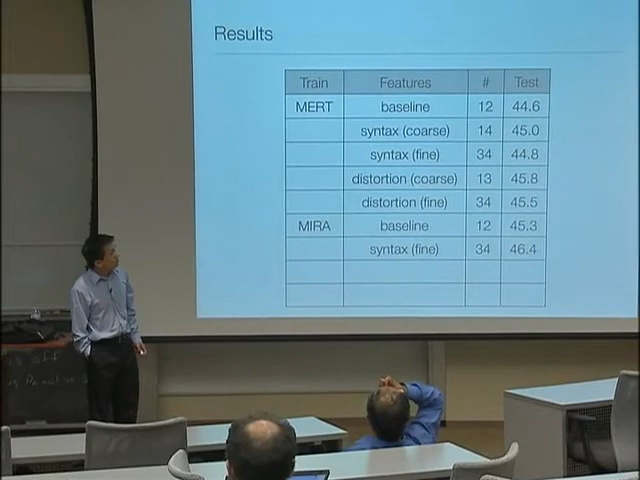 Results
Train Features # Test
MERT baseline 12 44.6
syntax (coarse) 14 45.0
syntax (fine) 34 44.8
distortion (coarse) 13 45.8
distortion (fine) 34 45.5
MIRA baseline 12 45.3
syntax (fine) 34 46.4